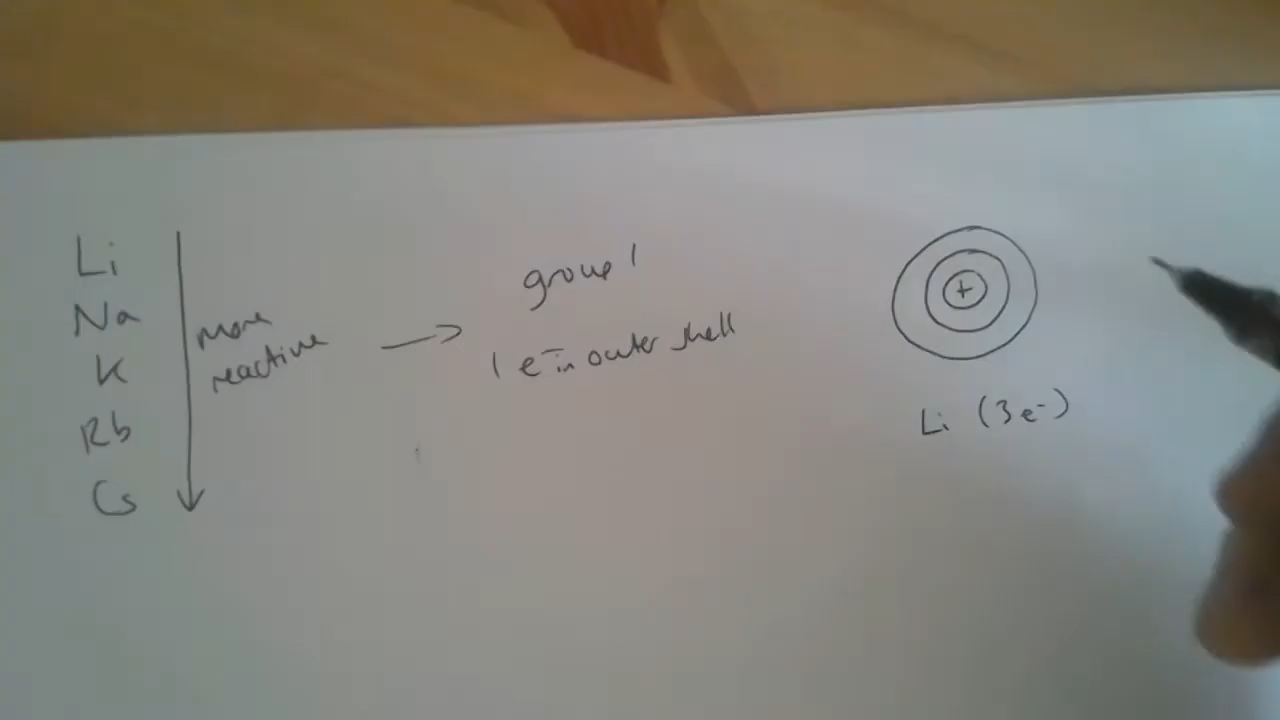 Li
Na
K
Rb
Cs
more
reactive
→
group 1
1 e⁻ in outer shell
+
Li (3e⁻)